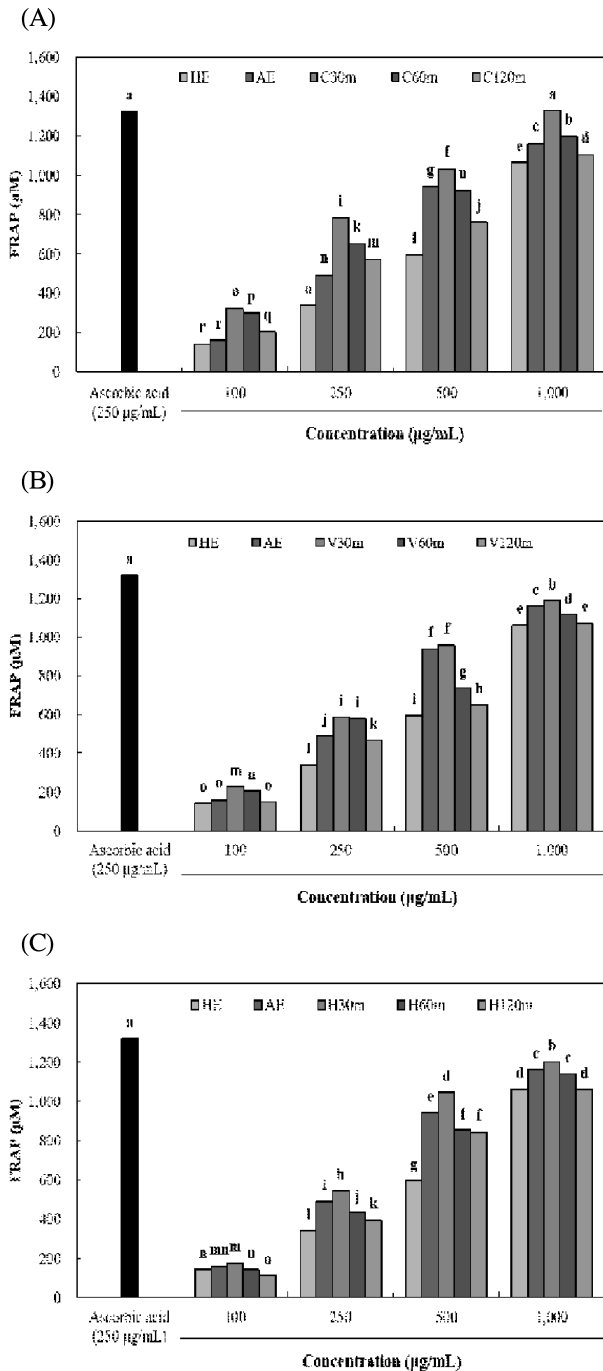 (A)
1,600
1,400
1,200
1,000
800
600
400
200
0
FRAP (µM)
HE AE C30m C60m C120m
a
r r o p q
o n i k m
l g f h j
e c a b d
Ascorbic acid
(250 µg/mL)
100 250 500 1,000
Concentration (µg/mL)
(B)
1,600
1,400
1,200
1,000
800
600
400
200
0
FRAP (µM)
HE AE V30m V60m V120m
a
o o m n o
l j i i k
i f f g h
e c b d e
Ascorbic acid
(250 µg/mL)
100 250 500 1,000
Concentration (µg/mL)
(C)
1,600
1,400
1,200
1,000
800
600
400
200
0
FRAP (µM)
HE AE H30m H60m H120m
a
n mn m n o
l i h j k
g e d f f
d c b c d
Ascorbic acid
(250 µg/mL)
100 250 500 1,000
Concentration (µg/mL)